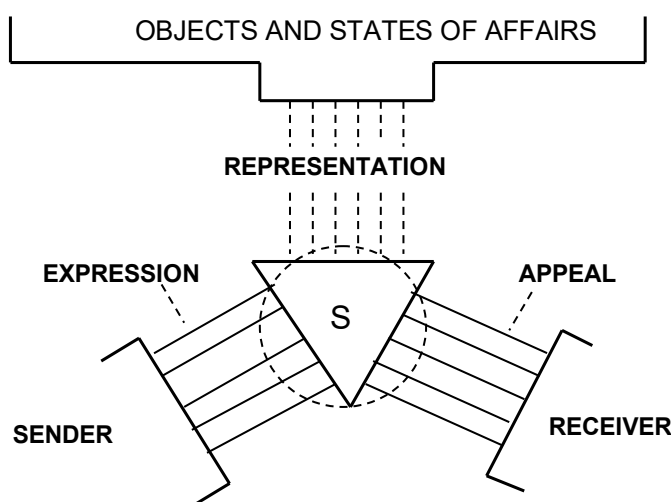 OBJECTS AND STATES OF AFFAIRS
REPRESENTATION
EXPRESSION
APPEAL
S
SENDER
RECEIVER